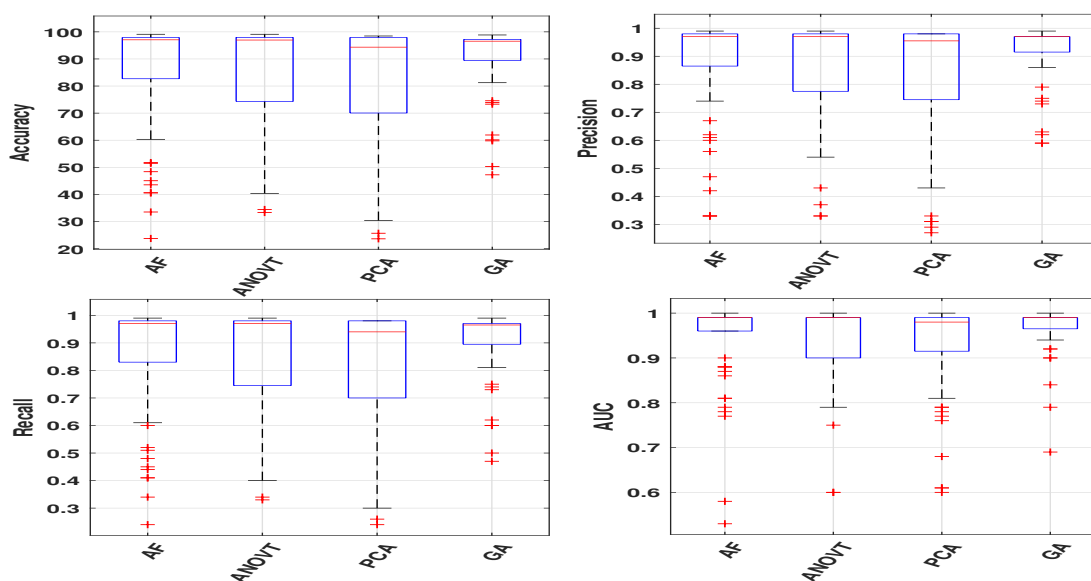 Accuracy
100
90
80
70
60
50
40
30
20
AF
ANOVT
PCA
GA
Precision
1
0.9
0.8
0.7
0.6
0.5
0.4
0.3
AF
ANOVT
PCA
GA
Recall
1
0.9
0.8
0.7
0.6
0.5
0.4
0.3
AF
ANOVT
PCA
GA
AUC
1
0.9
0.8
0.7
0.6
AF
ANOVT
PCA
GA